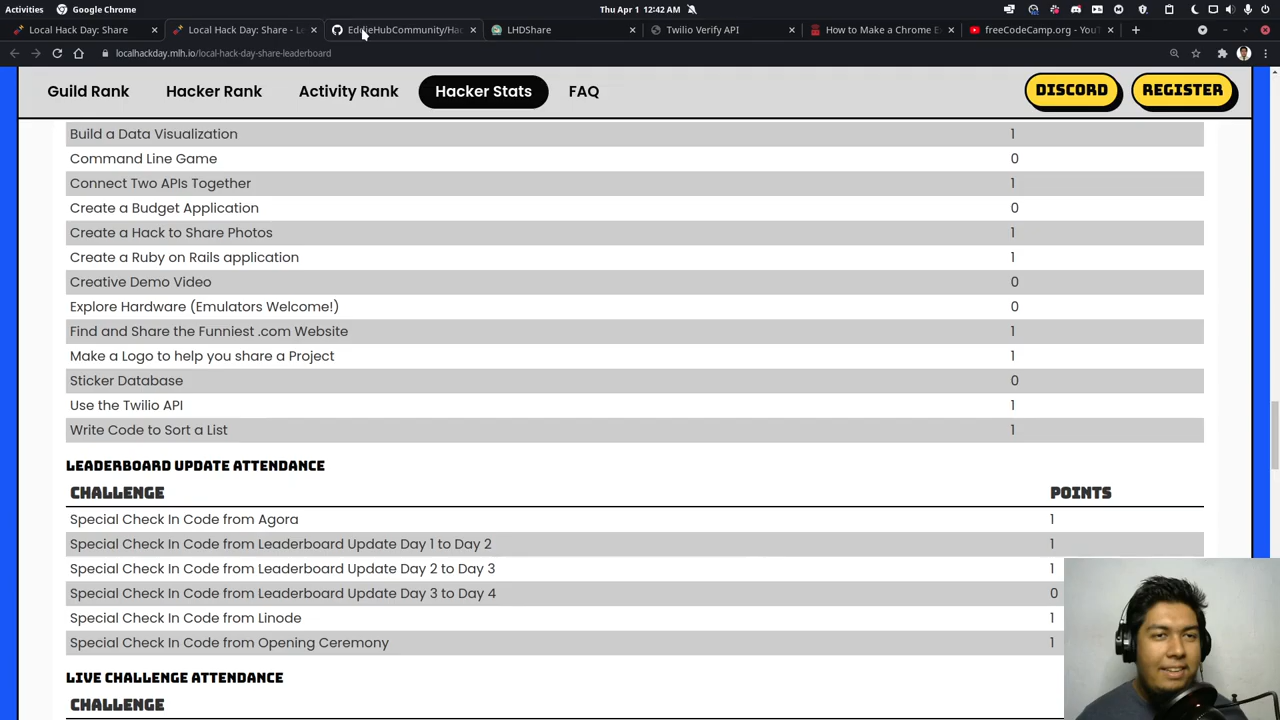 Activities Google Chrome Thu Apr 1 12:42 AM
Local Hack Day: Share × Local Hack Day: Share - Le × EddieHubCommunity/Hac × LHDShare × Twilio Verify API × How to Make a Chrome E × freeCodeCamp.org - YouT × +
localhackday.mlh.io/local-hack-day-share-leaderboard
Guild Rank Hacker Rank Activity Rank Hacker Stats FAQ DISCORD REGISTER
Build a Data Visualization 1
Command Line Game 0
Connect Two APIs Together 1
Create a Budget Application 0
Create a Hack to Share Photos 1
Create a Ruby on Rails application 1
Creative Demo Video 0
Explore Hardware (Emulators Welcome!) 0
Find and Share the Funniest .com Website 1
Make a Logo to help you share a Project 1
Sticker Database 0
Use the Twilio API 1
Write Code to Sort a List 1
LEADERBOARD UPDATE ATTENDANCE
CHALLENGE POINTS
Special Check In Code from Agora 1
Special Check In Code from Leaderboard Update Day 1 to Day 2 1
Special Check In Code from Leaderboard Update Day 2 to Day 3 1
Special Check In Code from Leaderboard Update Day 3 to Day 4 0
Special Check In Code from Linode 1
Special Check In Code from Opening Ceremony 1
LIVE CHALLENGE ATTENDANCE
CHALLENGE